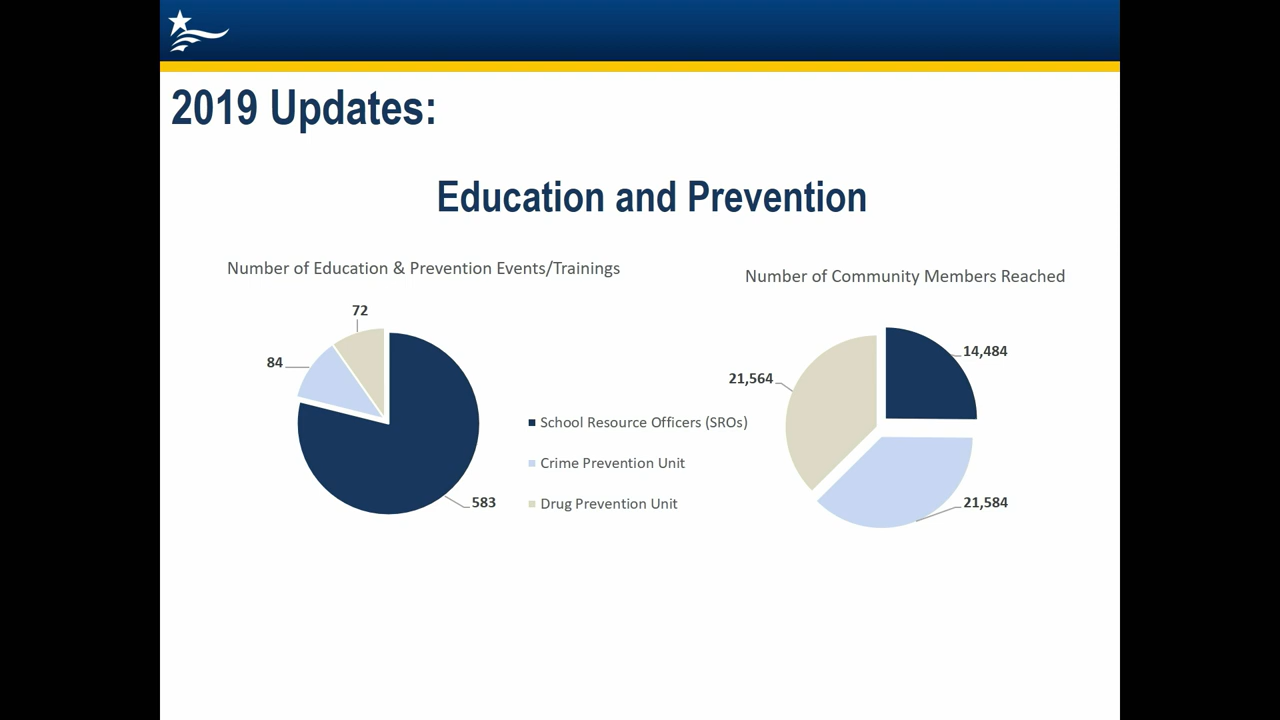 2019 Updates:
Education and Prevention
Number of Education & Prevention Events/Trainings
72
84
583
School Resource Officers (SROs)
Crime Prevention Unit
Drug Prevention Unit
Number of Community Members Reached
14,484
21,564
21,584